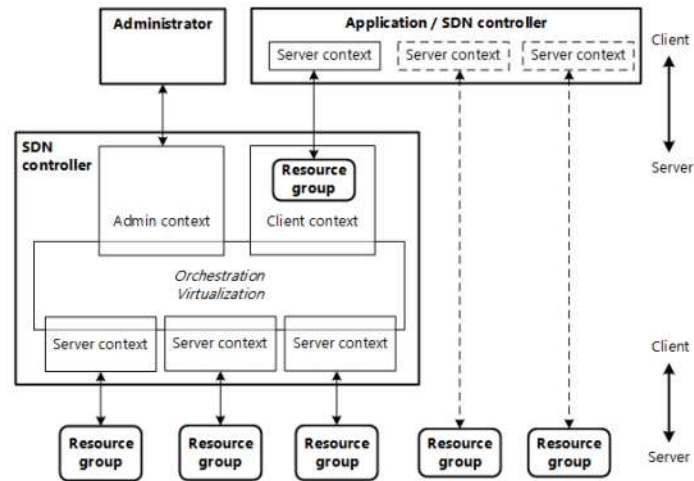 Administrator
Application / SDN controller
Client
Server context
Server context
Server context
SDN
controller
Resource
group
Server
Admin context
Client context
Orchestration
Virtualization
Server context
Server context
Server context
Client
Resource
group
Resource
group
Resource
group
Resource
group
Resource
group
Server